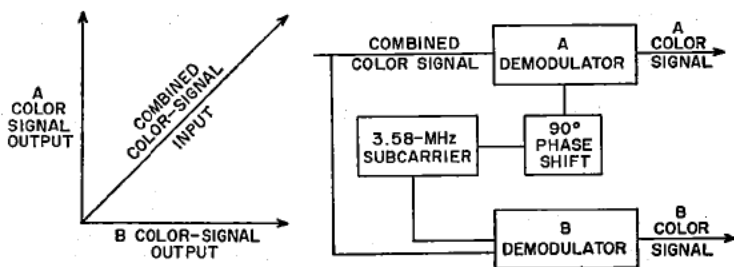 A
COLOR
SIGNAL
OUTPUT
COMBINED
COLOR-SIGNAL
INPUT
B COLOR-SIGNAL
OUTPUT
COMBINED
COLOR SIGNAL
A
DEMODULATOR
A
COLOR
SIGNAL
3.58-MHz
SUBCARRIER
90°
PHASE
SHIFT
B
DEMODULATOR
B
COLOR
SIGNAL